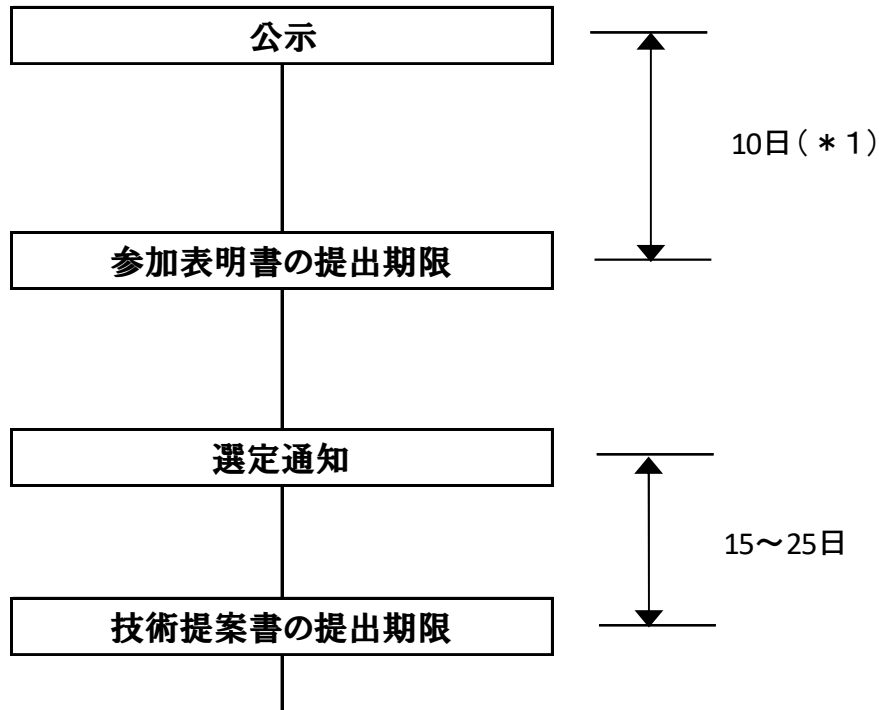 公示
10日(*1)
参加表明書の提出期限
選定通知
15~25日
技術提案書の提出期限